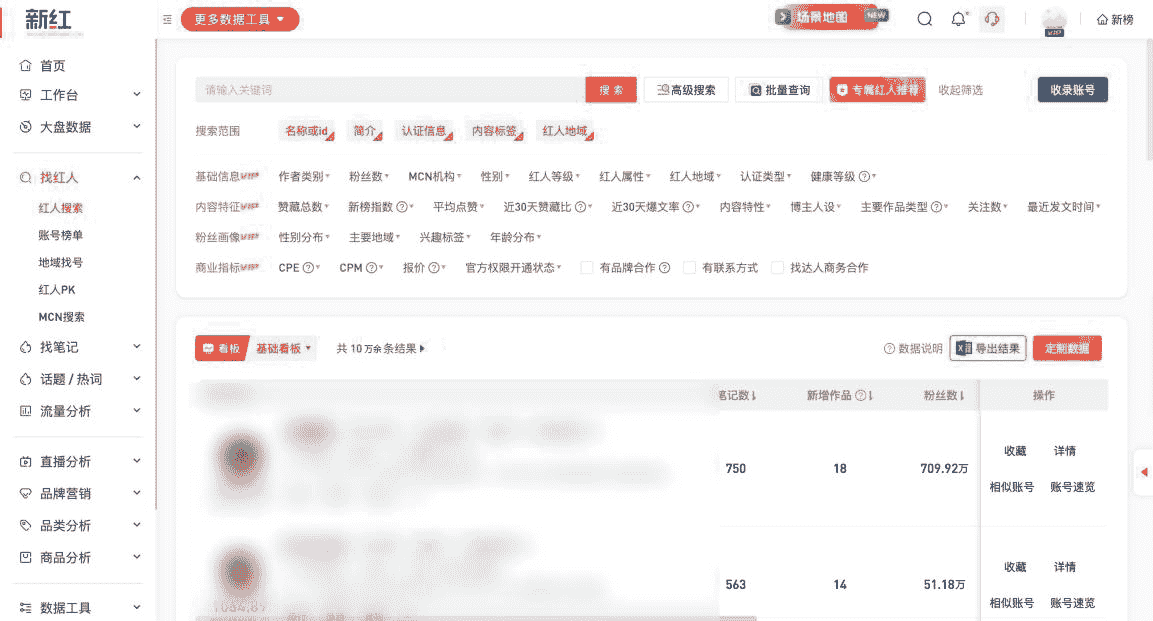 新红
更多数据工具
场景地图 NEW
新榜
首页
工作台
大盘数据
找红人
红人搜索
账号榜单
地域找号
红人PK
MCN搜索
找笔记
话题 / 热词
流量分析
直播分析
品牌营销
品类分析
商品分析
数据工具
请输入关键词 搜索 高级搜索 批量查询 专属红人推荐 收起筛选 收录账号
搜索范围 名称或id 简介 认证信息 内容标签 红人地域
基础信息 作者类别 粉丝数 MCN机构 性别 红人等级 红人属性 红人地域 认证类型 健康等级
内容特征 赞藏总数 新榜指数 平均点赞 近30天赞藏比 近30天爆文率 内容特性 博主人设 主要作品类型 关注数 最近发文时间
粉丝画像 性别分布 主要地域 兴趣标签 年龄分布
商业指标 CPE CPM 报价 官方权限开通状态 有品牌合作 有联系方式 找达人商务合作
看板 基础看板 共 10 万余 条结果 数据说明 导出结果 定制数据
笔记数 新增作品 粉丝数 操作
750 18 709.92万 收藏 详情
相似账号 账号速览
563 14 51.18万 收藏 详情
相似账号 账号速览